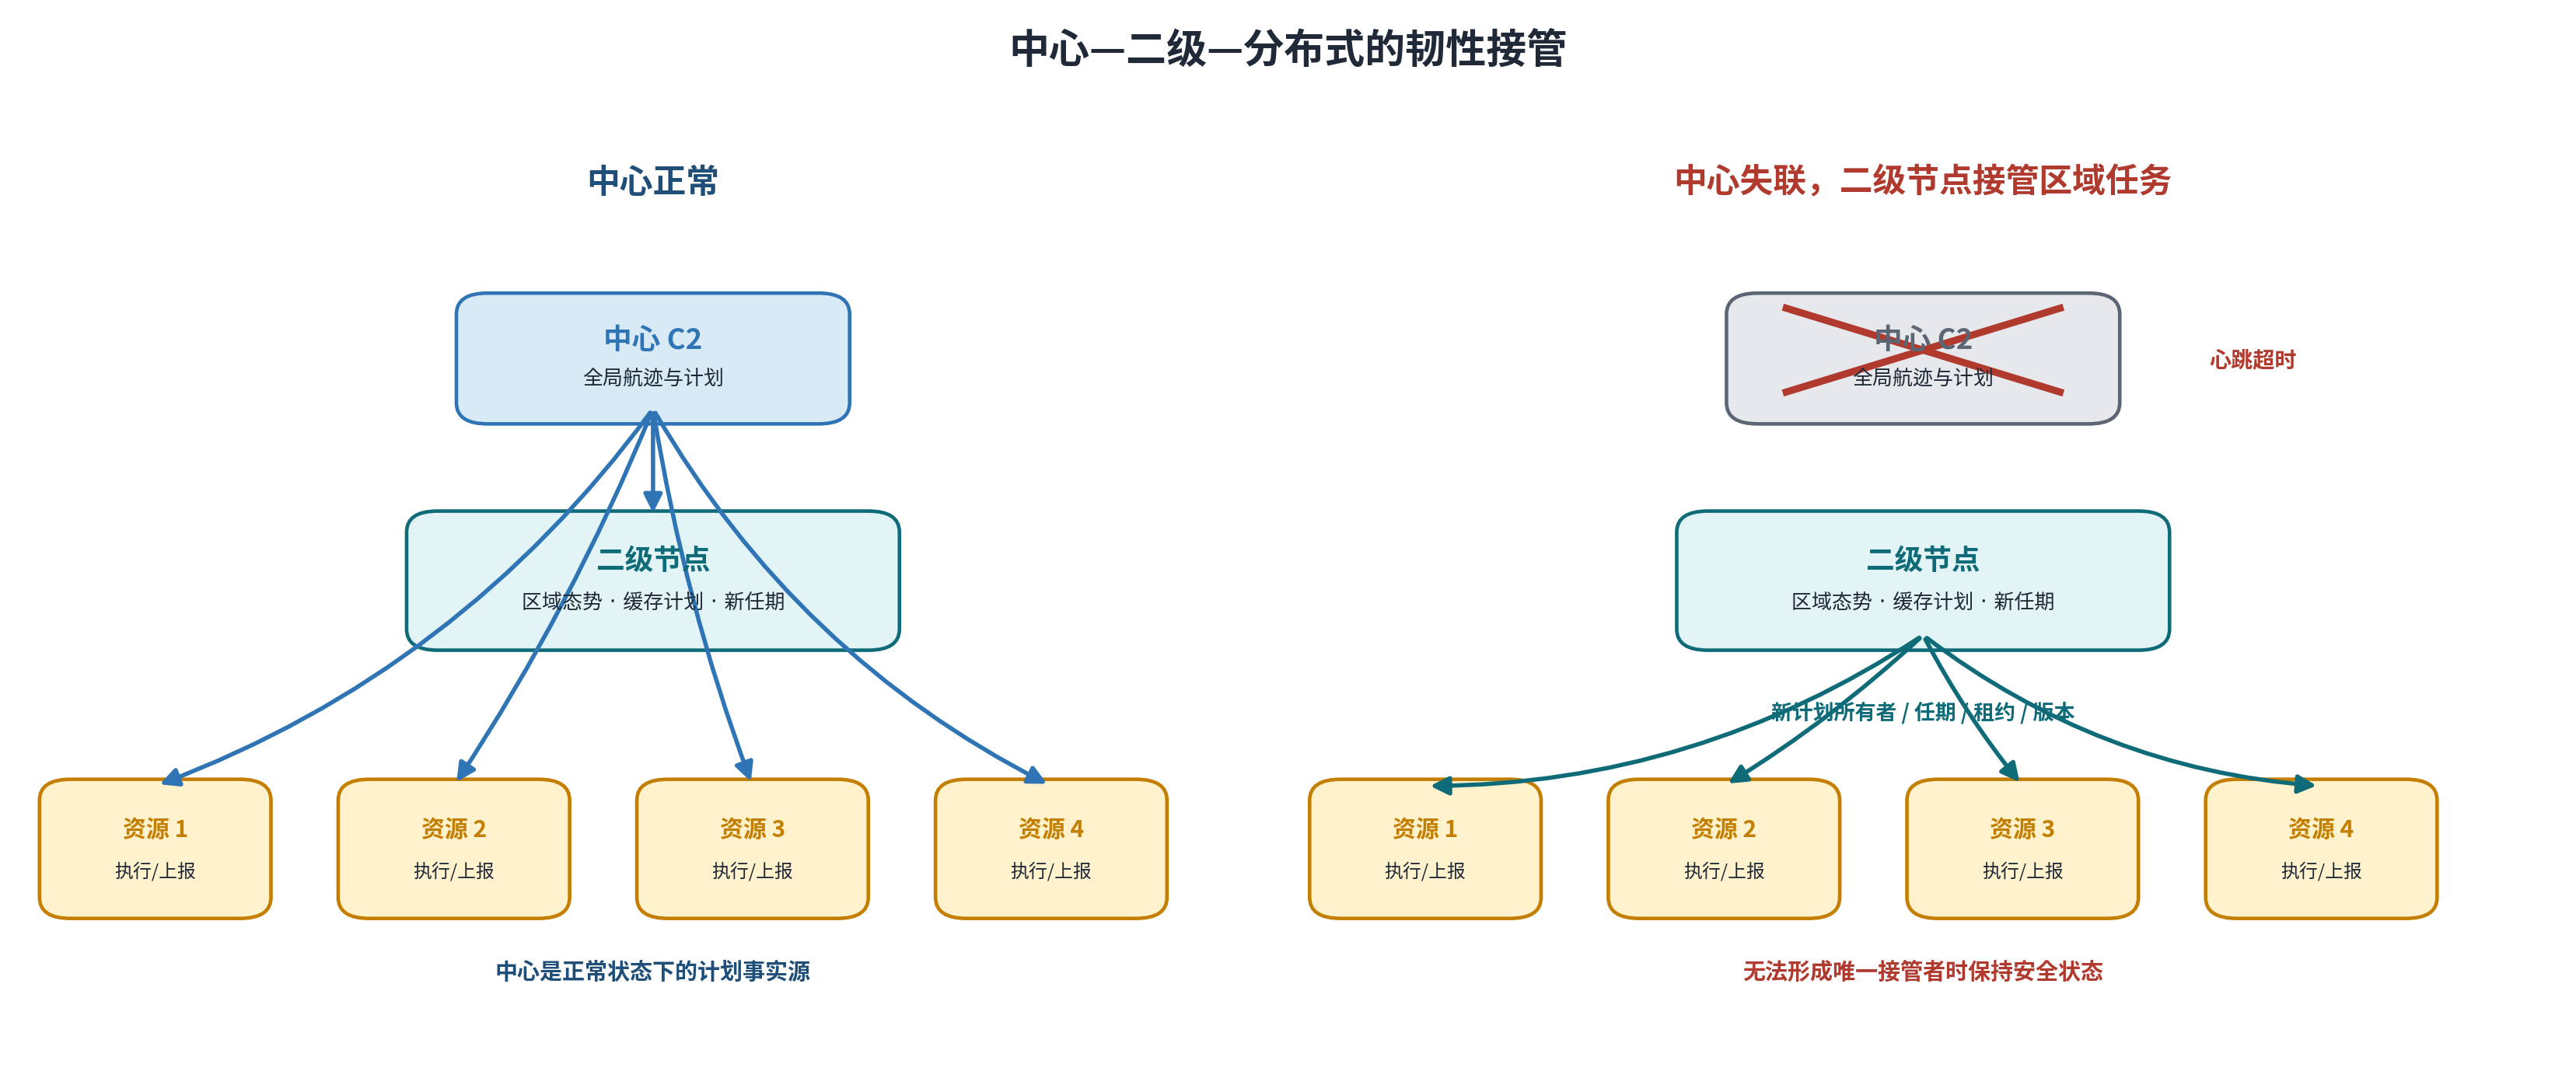 中心—二级—分布式的韧性接管
中心正常
中心 C2
全局航迹与计划
二级节点
区域态势 · 缓存计划 · 新任期
资源 1
执行/上报
资源 2
执行/上报
资源 3
执行/上报
资源 4
执行/上报
中心是正常状态下的计划事实源
中心失联，二级节点接管区域任务
中心 C2
全局航迹与计划
心跳超时
二级节点
区域态势 · 缓存计划 · 新任期
新计划所有者 / 任期 / 租约 / 版本
资源 1
执行/上报
资源 2
执行/上报
资源 3
执行/上报
资源 4
执行/上报
无法形成唯一接管者时保持安全状态